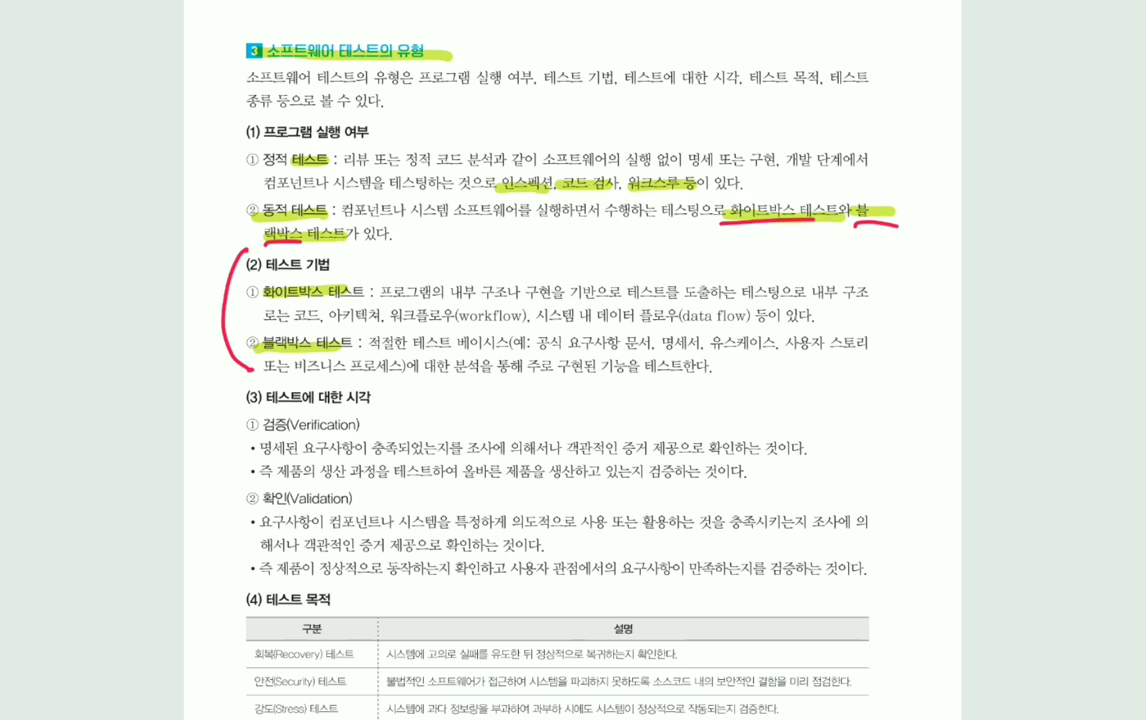 3 소프트웨어 테스트의 유형
소프트웨어 테스트의 유형은 프로그램 실행 여부, 테스트 기법, 테스트에 대한 시각, 테스트 목적, 테스트
종류 등으로 볼 수 있다.
(1) 프로그램 실행 여부
① 정적 테스트 : 리뷰 또는 정적 코드 분석과 같이 소프트웨어의 실행 없이 명세 또는 구현, 개발 단계에서
컴포넌트나 시스템을 테스팅하는 것으로 인스펙션, 코드 검사, 워크스루 등이 있다.
② 동적 테스트 : 컴포넌트나 시스템 소프트웨어를 실행하면서 수행하는 테스팅으로 화이트박스 테스트와 블
랙박스 테스트가 있다.
(2) 테스트 기법
① 화이트박스 테스트 : 프로그램의 내부 구조나 구현을 기반으로 테스트를 도출하는 테스팅으로 내부 구조
로는 코드, 아키텍쳐, 워크플로우(workflow), 시스템 내 데이터 플로우(data flow) 등이 있다.
② 블랙박스 테스트 : 적절한 테스트 베이시스(예: 공식 요구사항 문서, 명세서, 유스케이스, 사용자 스토리
또는 비즈니스 프로세스)에 대한 분석을 통해 주로 구현된 기능을 테스트한다.
(3) 테스트에 대한 시각
① 검증(Verification)
• 명세된 요구사항이 충족되었는지를 조사에 의해서나 객관적인 증거 제공으로 확인하는 것이다.
• 즉 제품의 생산 과정을 테스트하여 올바른 제품을 생산하고 있는지 검증하는 것이다.
② 확인(Validation)
• 요구사항이 컴포넌트나 시스템을 특정하게 의도적으로 사용 또는 활용하는 것을 충족시키는지 조사에 의
해서나 객관적인 증거 제공으로 확인하는 것이다.
• 즉 제품이 정상적으로 동작하는지 확인하고 사용자 관점에서의 요구사항이 만족하는지를 검증하는 것이다.
(4) 테스트 목적
구분 설명
회복(Recovery) 테스트 시스템에 고의로 실패를 유도한 뒤 정상적으로 복귀하는지 확인한다.
안전(Security) 테스트 불법적인 소프트웨어가 접근하여 시스템을 파괴하지 못하도록 소스코드 내의 보안적인 결함을 미리 점검한다.
강도(Stress) 테스트 시스템에 과다 정보량을 부과하여 과부하 시에도 시스템이 정상적으로 작동되는지 검증한다.